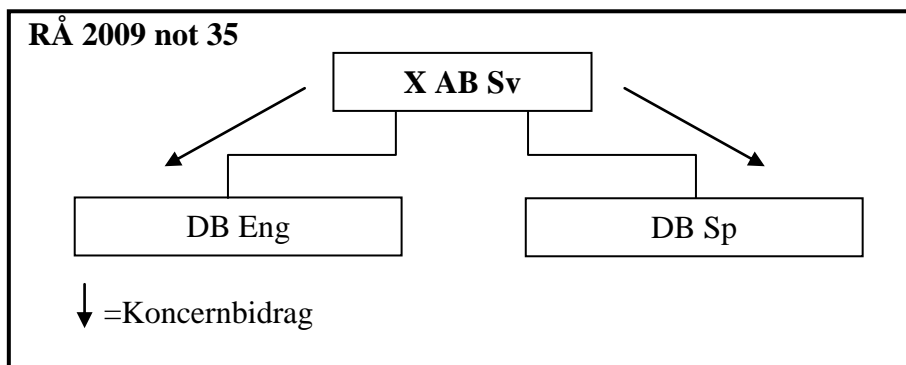 RÅ 2009 not 35
X AB Sv
DB Eng
DB Sp
=Koncernbidrag